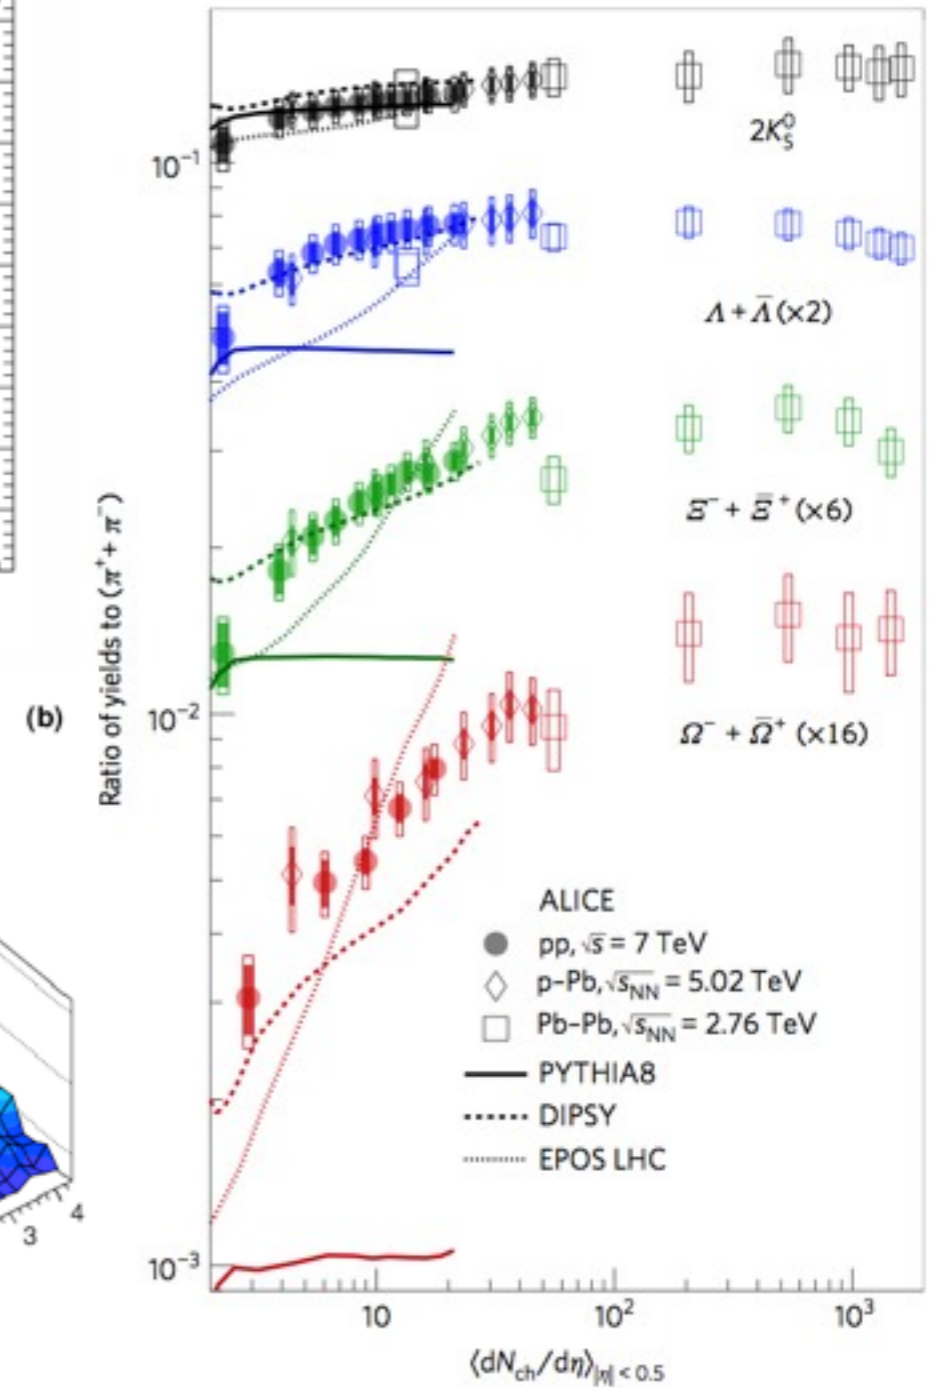 10⁻¹
2K⁰S
Λ + Λ̅ (×2)
Ξ⁻ + Ξ̅⁺ (×6)
Ratio of yields to (π⁺ + π⁻)
(b)
10⁻²
Ω⁻ + Ω̅⁺ (×16)
ALICE
pp, √s = 7 TeV
p–Pb, √sNN = 5.02 TeV
Pb–Pb, √sNN = 2.76 TeV
PYTHIA8
DIPSY
EPOS LHC
3 4
10⁻³
10 10² 10³
⟨dNch/dη⟩|η| < 0.5